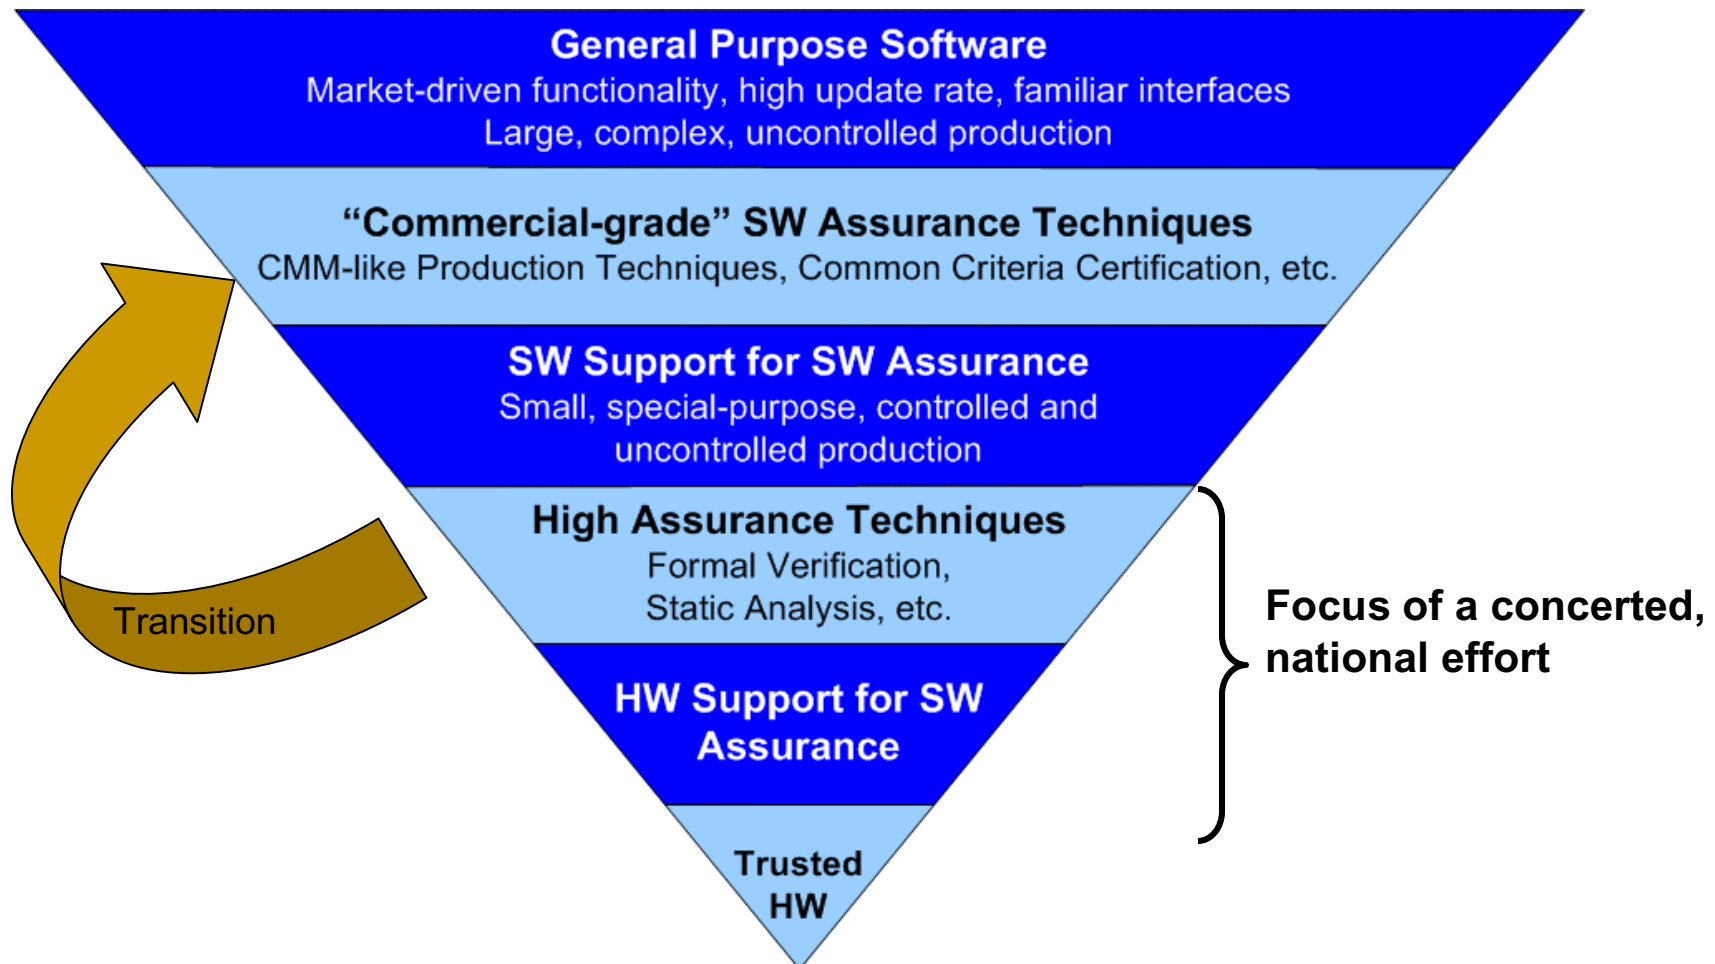 General Purpose Software
Market-driven functionality, high update rate, familiar interfaces
Large, complex, uncontrolled production
“Commercial-grade” SW Assurance Techniques
CMM-like Production Techniques, Common Criteria Certification, etc.
SW Support for SW Assurance
Small, special-purpose, controlled and
uncontrolled production
High Assurance Techniques
Formal Verification,
Static Analysis, etc.
Transition
Focus of a concerted,
national effort
HW Support for SW
Assurance
Trusted
HW